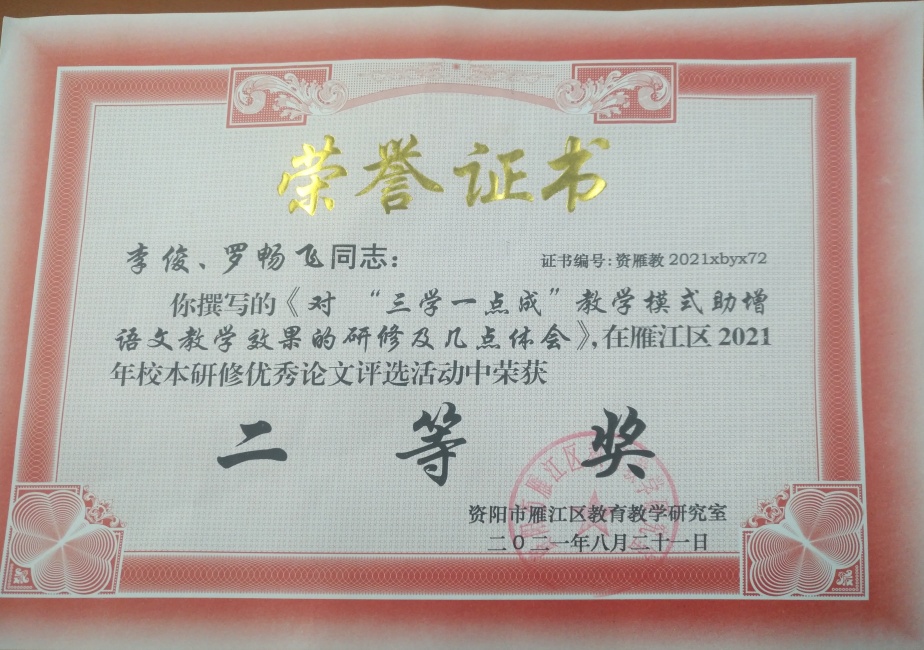 荣誉证书
李俊、罗畅飞同志：
证书编号：资雁教 2021xbyx72
你撰写的《对 “三学一点成”教学模式助增
语文教学效果的研修及几点体会》，在雁江区 2021
年校本研修优秀论文评选活动中荣获
二等奖
资阳市雁江区教育教学研究室
二〇二一年八月二十一日